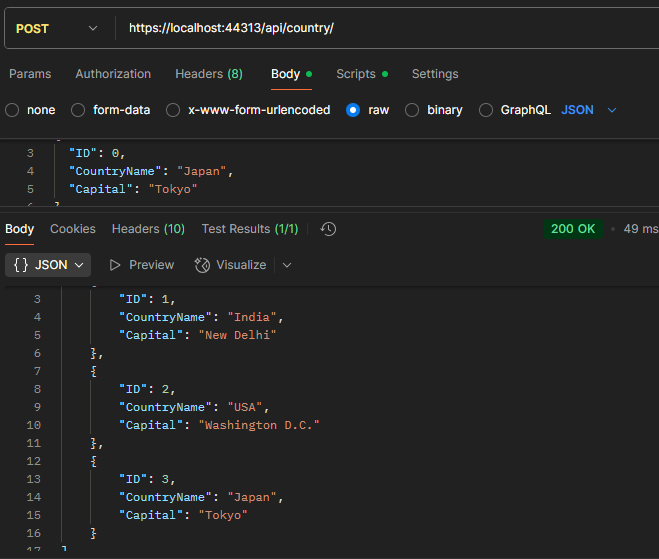 POST https://localhost:44313/api/country/
Params Authorization Headers (8) Body Scripts Settings
none form-data x-www-form-urlencoded raw binary GraphQL JSON
3 "ID": 0,
4 "CountryName": "Japan",
5 "Capital": "Tokyo"
Body Cookies Headers (10) Test Results (1/1) 200 OK • 49 ms
{} JSON Preview Visualize
3 "ID": 1,
4 "CountryName": "India",
5 "Capital": "New Delhi"
6 },
7 {
8 "ID": 2,
9 "CountryName": "USA",
10 "Capital": "Washington D.C."
11 },
12 {
13 "ID": 3,
14 "CountryName": "Japan",
15 "Capital": "Tokyo"
16 }
17 ]